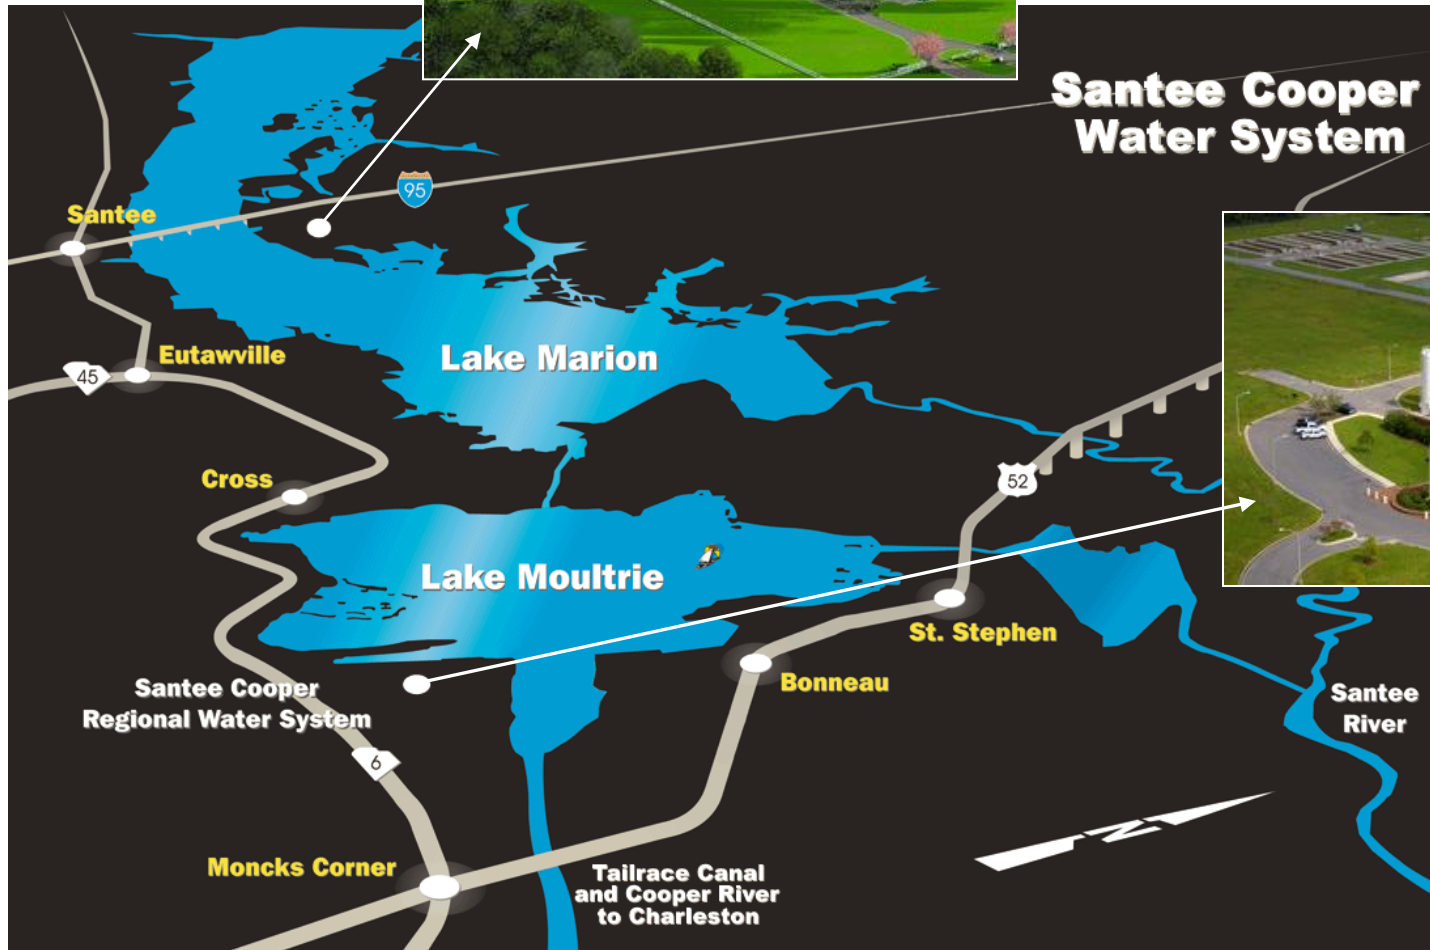 Santee Cooper
Water System
95
Santee
Lake Marion
Eutawville
45
Cross
52
Lake Moultrie
St. Stephen
Bonneau
Santee Cooper
Regional Water System
Santee
River
6
N
Moncks Corner
Tailrace Canal
and Cooper River
to Charleston